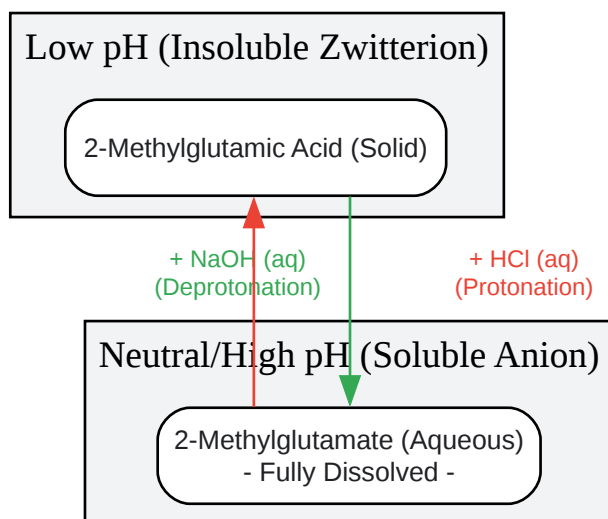 Low pH (Insoluble Zwitterion)
2-Methylglutamic Acid (Solid)
+ NaOH (aq)
(Deprotonation)
+ HCl (aq)
(Protonation)
Neutral/High pH (Soluble Anion)
2-Methylglutamate (Aqueous)
- Fully Dissolved -